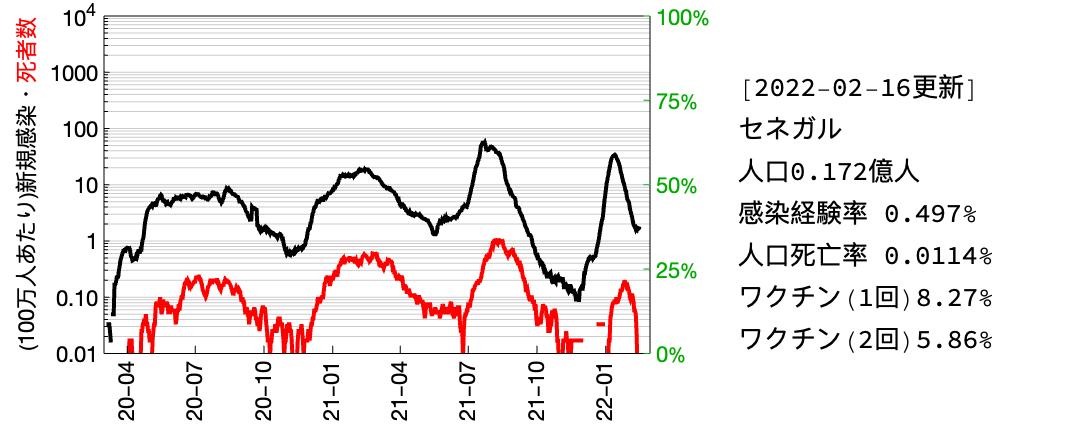 (100万人あたり)新規感染・死者数
10^4
1000
100
10
1
0.10
0.01
100%
75%
50%
25%
0%
20-04
20-07
20-10
21-01
21-04
21-07
21-10
22-01
[2022-02-16更新]
セネガル
人口0.172億人
感染経験率 0.497%
人口死亡率 0.0114%
ワクチン(1回)8.27%
ワクチン(2回)5.86%